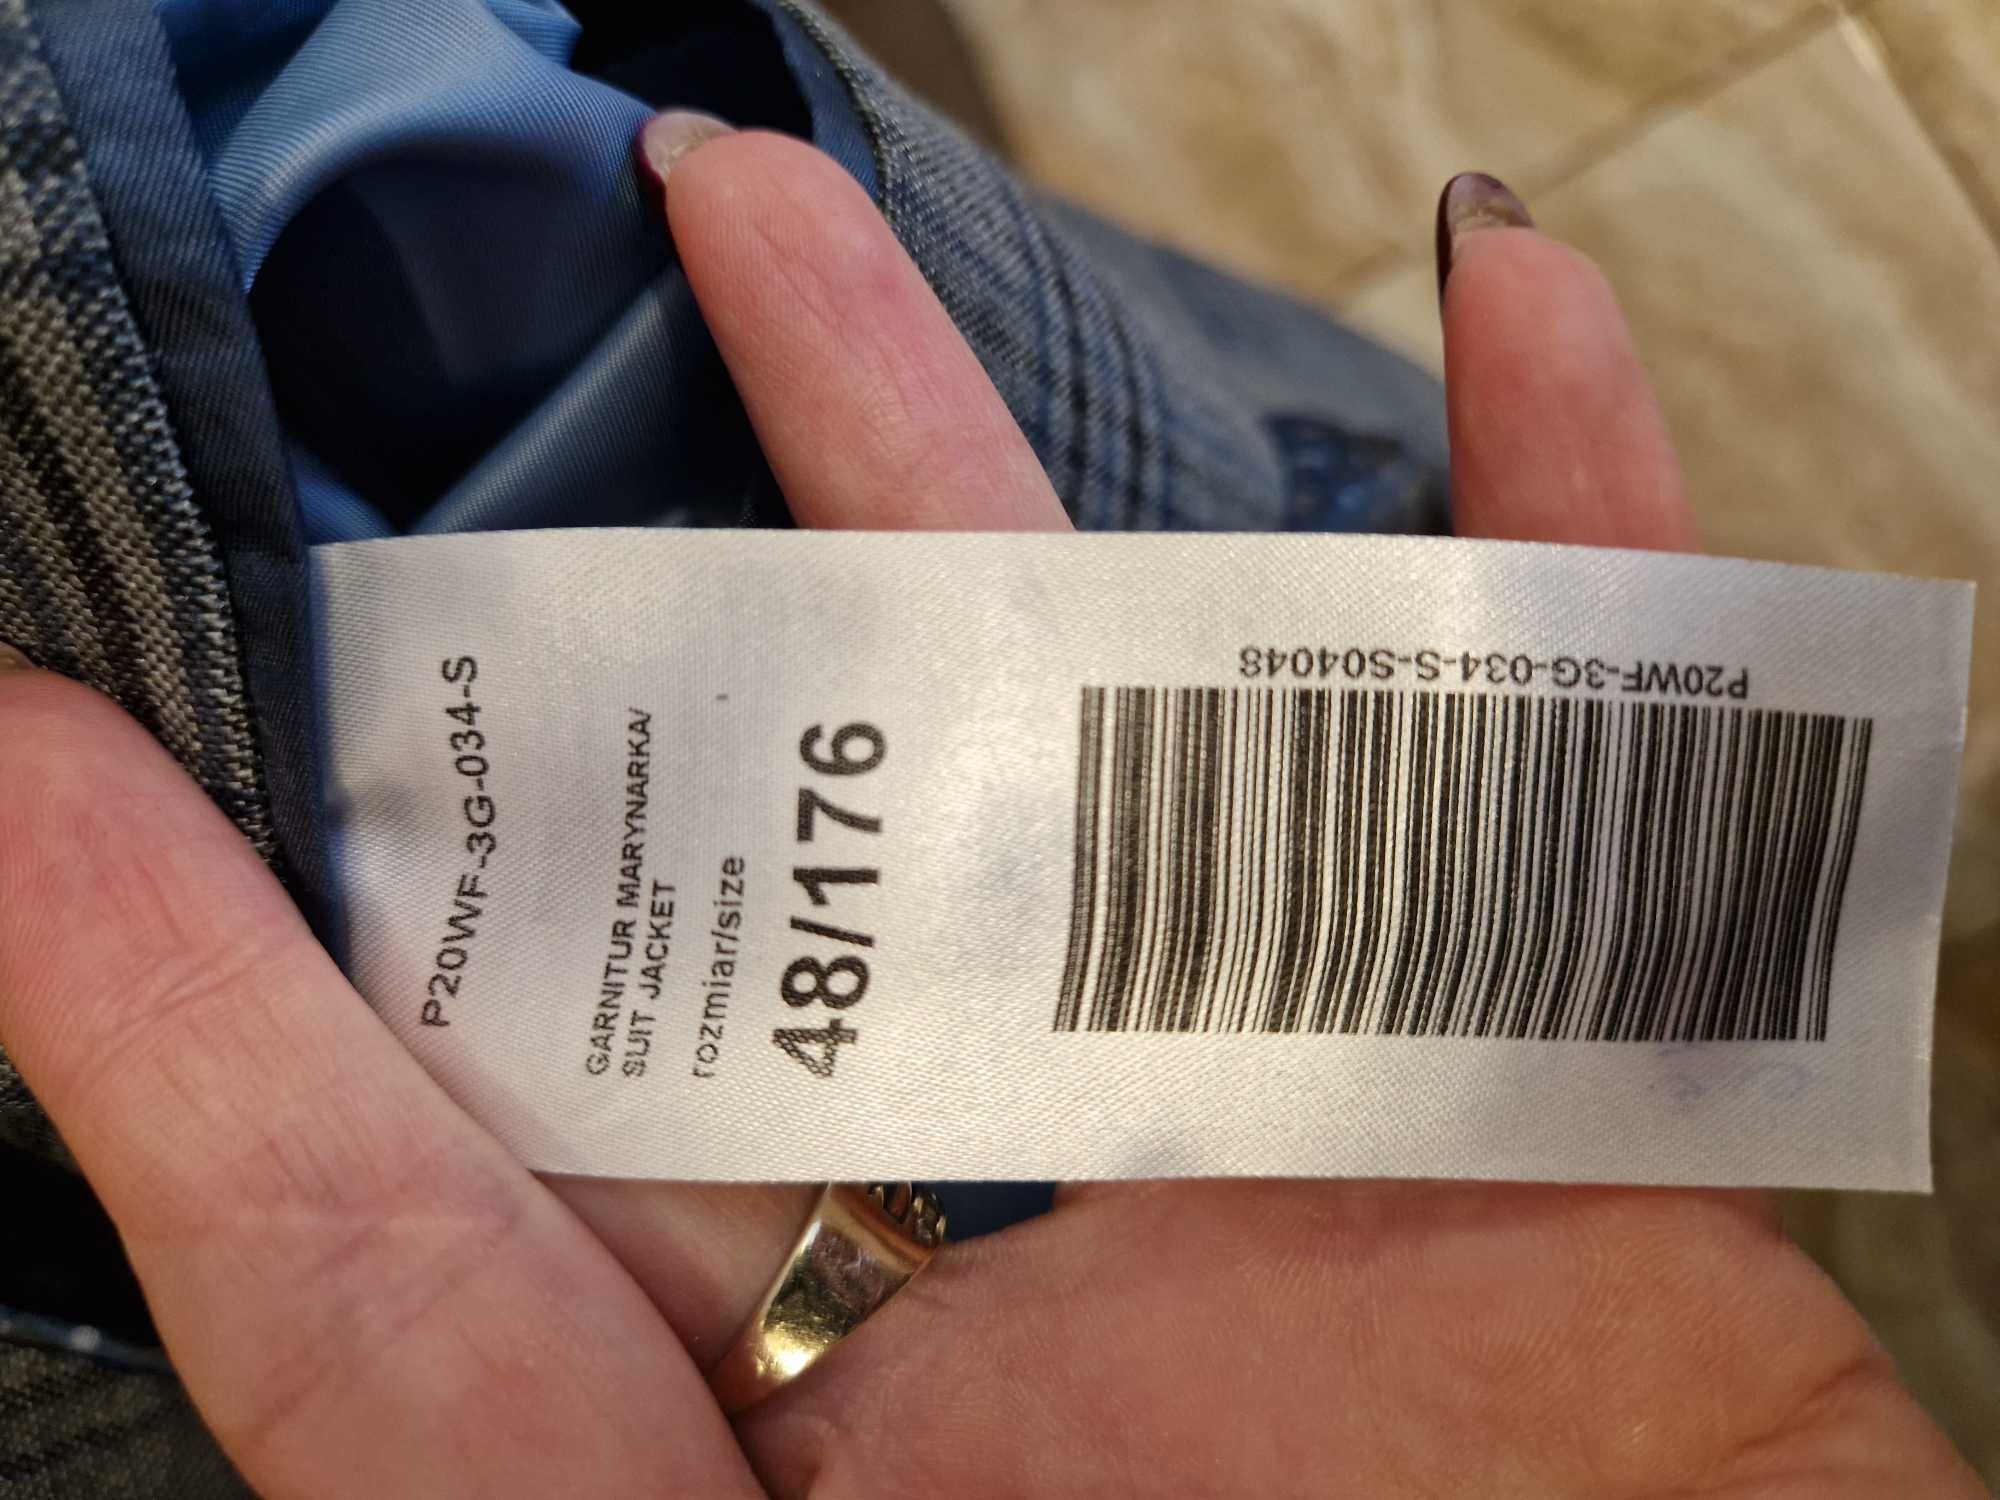 P20WF-3G-034-S
GARNITUR MARYNARKA/
SUIT JACKET
rozmiar/size
48/176
P20WF-3G-034-S-S04048